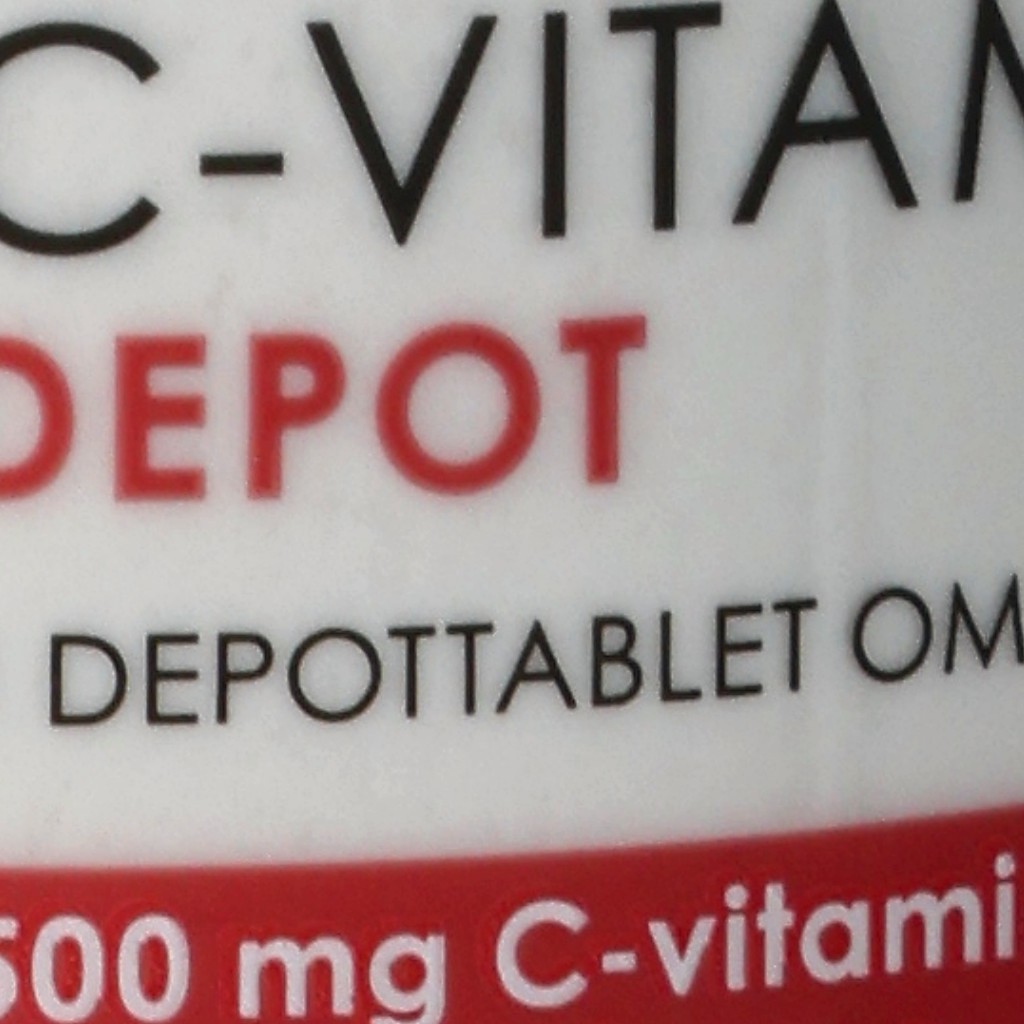 C-VITAM
DEPOT
DEPOTTABLET OM
500 mg C-vitami